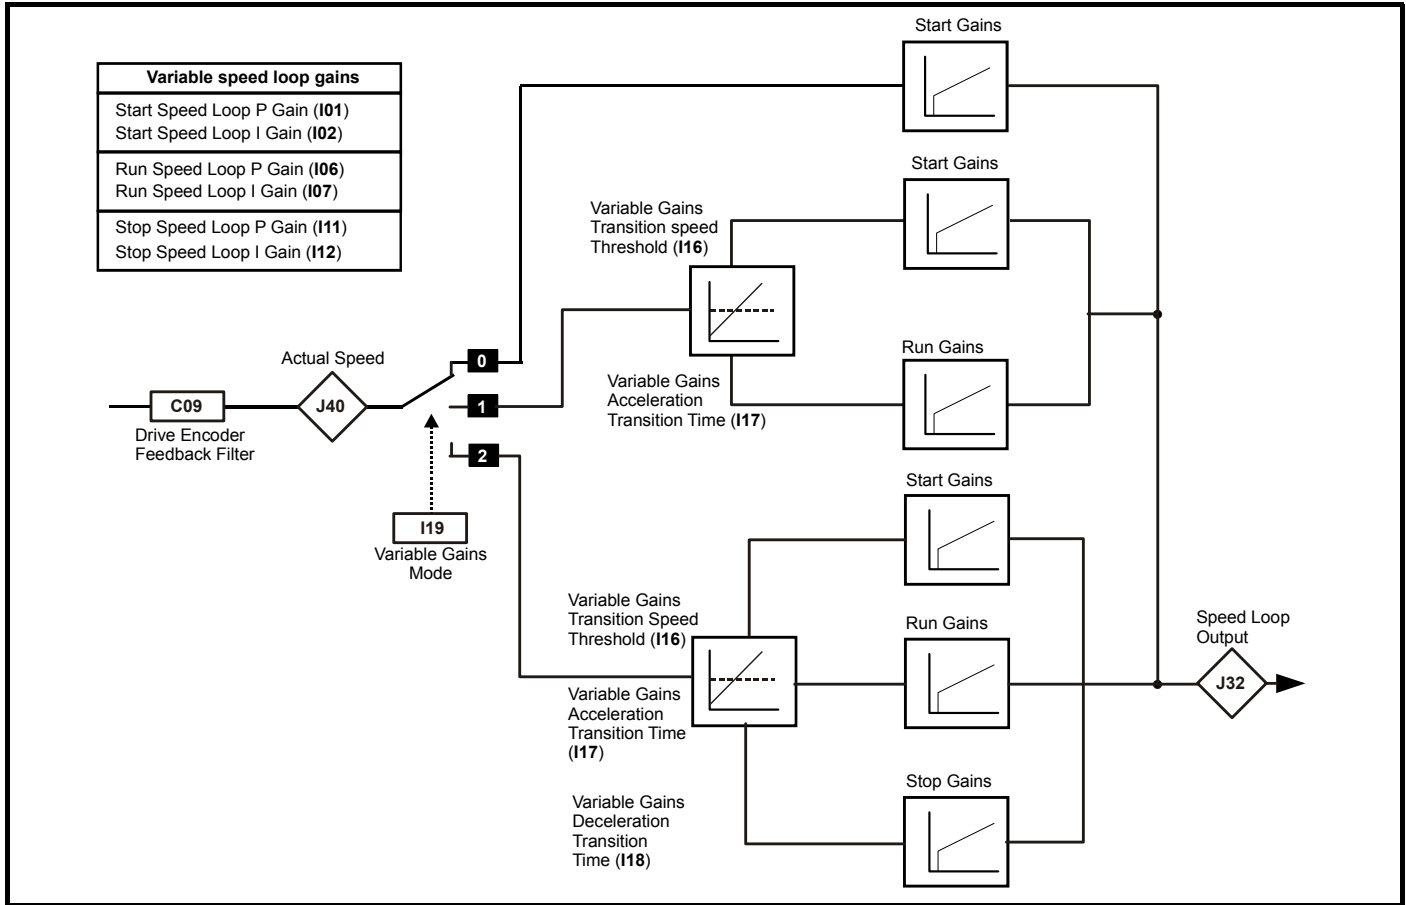 Variable speed loop gains
Start Speed Loop P Gain (I01)
Start Speed Loop I Gain (I02)
Run Speed Loop P Gain (I06)
Run Speed Loop I Gain (I07)
Stop Speed Loop P Gain (I11)
Stop Speed Loop I Gain (I12)
Start Gains
Start Gains
Variable Gains
Transition speed
Threshold (I16)
Run Gains
Variable Gains
Acceleration
Transition Time (I17)
Actual Speed
0
1
2
C09
J40
Drive Encoder
Feedback Filter
I19
Variable Gains
Mode
Start Gains
Variable Gains
Transition Speed
Threshold (I16)
Run Gains
Variable Gains
Acceleration
Transition Time
(I17)
Speed Loop
Output
J32
Stop Gains
Variable Gains
Deceleration
Transition
Time (I18)